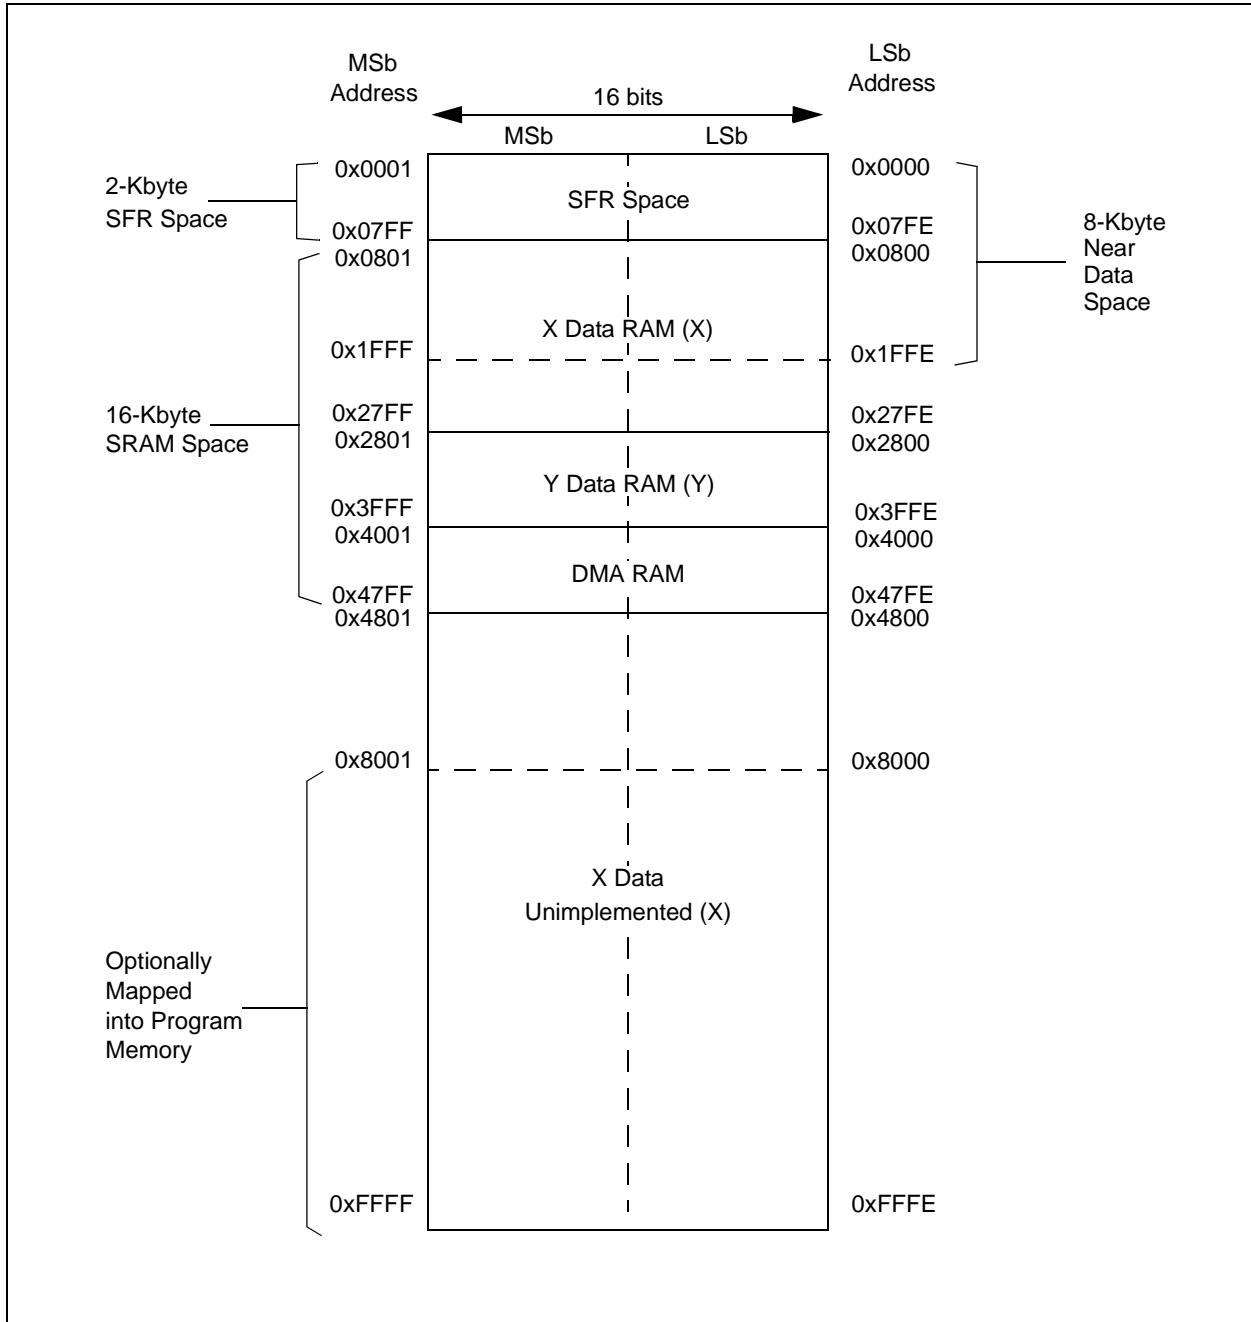 MSb
Address
LSb
Address
16 bits
MSb
LSb
2-Kbyte
SFR Space
0x0001
0x0000
SFR Space
0x07FF
0x07FE
0x0801
0x0800
8-Kbyte
Near
Data
Space
X Data RAM (X)
0x1FFF
0x1FFE
16-Kbyte
SRAM Space
0x27FF
0x27FE
0x2801
0x2800
Y Data RAM (Y)
0x3FFF
0x3FFE
0x4001
0x4000
DMA RAM
0x47FF
0x47FE
0x4801
0x4800
0x8001
0x8000
X Data
Unimplemented (X)
Optionally
Mapped
into Program
Memory
0xFFFF
0xFFFE